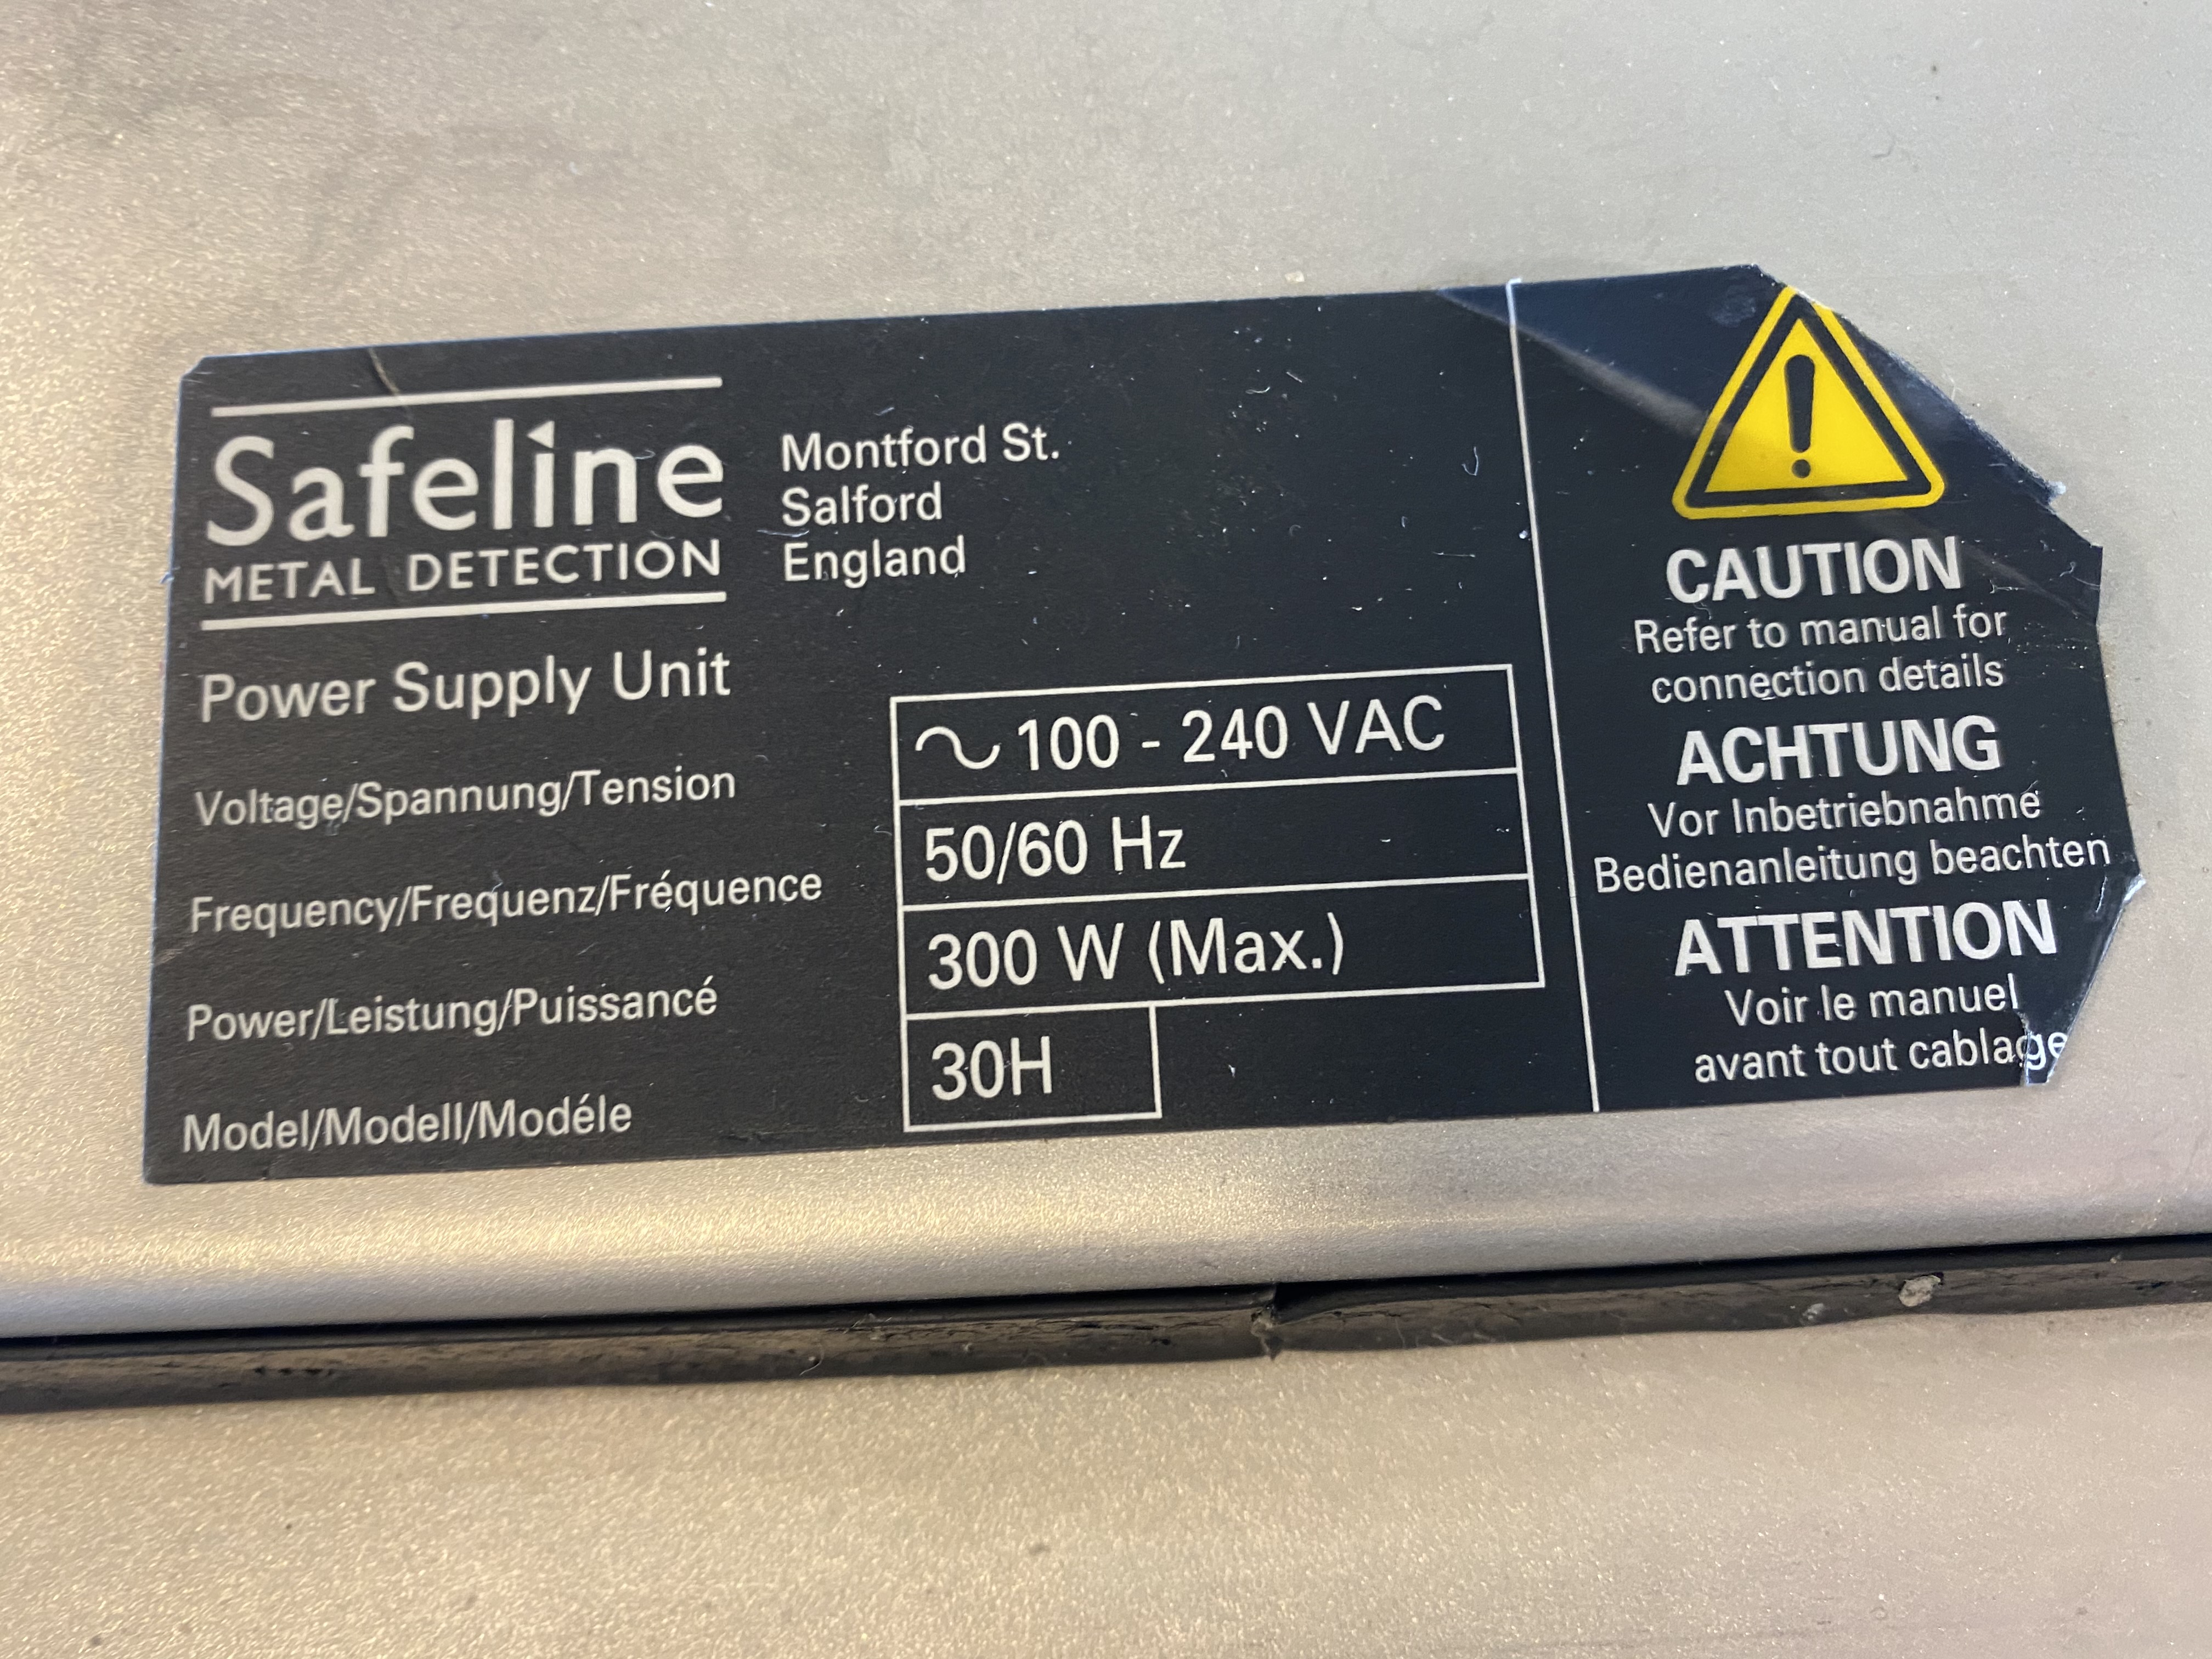 Safeline
METAL DETECTION
Montford St.
Salford
England
Power Supply Unit
Voltage/Spannung/Tension
~ 100 - 240 VAC
Frequency/Frequenz/Fréquence
50/60 Hz
Power/Leistung/Puissancé
300 W (Max.)
Model/Modell/Modéle
30H
!
CAUTION
Refer to manual for
connection details
ACHTUNG
Vor Inbetriebnahme
Bedienanleitung beachten
ATTENTION
Voir le manuel
avant tout cablage